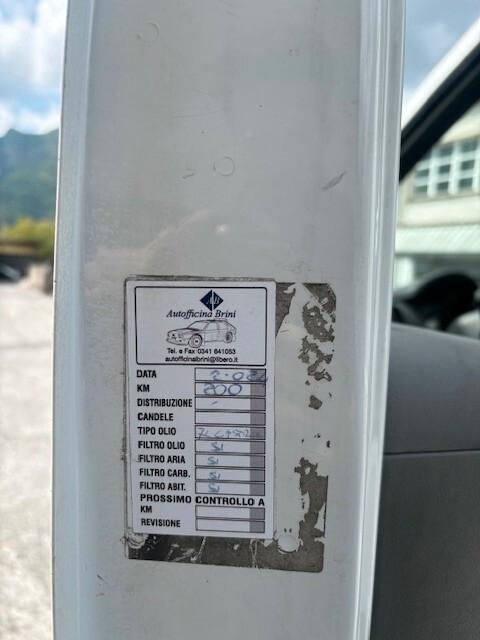 Autofficina Brini
Tel. e Fax 0341 641053
autofficinabrini@libero.it
DATA
KM 200
DISTRIBUZIONE -
CANDELE
TIPO OLIO
FILTRO OLIO SI
FILTRO ARIA SI
FILTRO CARB. SI
FILTRO ABIT. SI
PROSSIMO CONTROLLO A
KM
REVISIONE